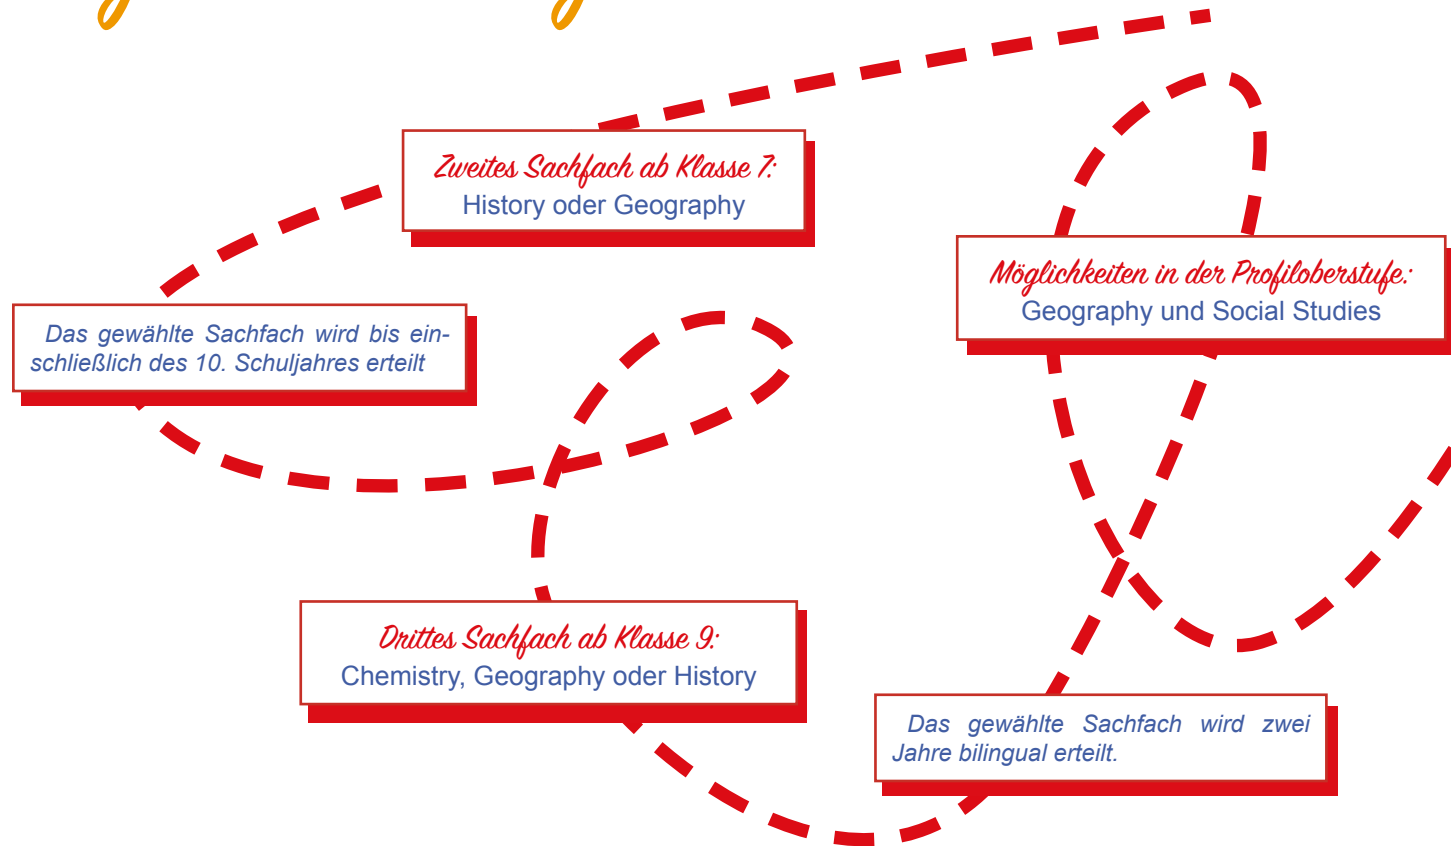 Zweites Sachfach ab Klasse 7:
History oder Geography
Das gewählte Sachfach wird bis ein-
schließlich des 10. Schuljahres erteilt
Drittes Sachfach ab Klasse 9:
Chemistry, Geography oder History
Das gewählte Sachfach wird zwei
Jahre bilingual erteilt.
Möglichkeiten in der Profiloberstufe:
Geography und Social Studies